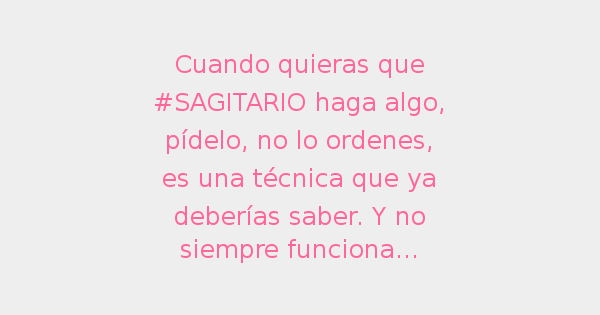 Cuando quieras que
#SAGITARIO haga algo,
pídelo, no lo ordenes,
es una técnica que ya
deberías saber. Y no
siempre funciona...